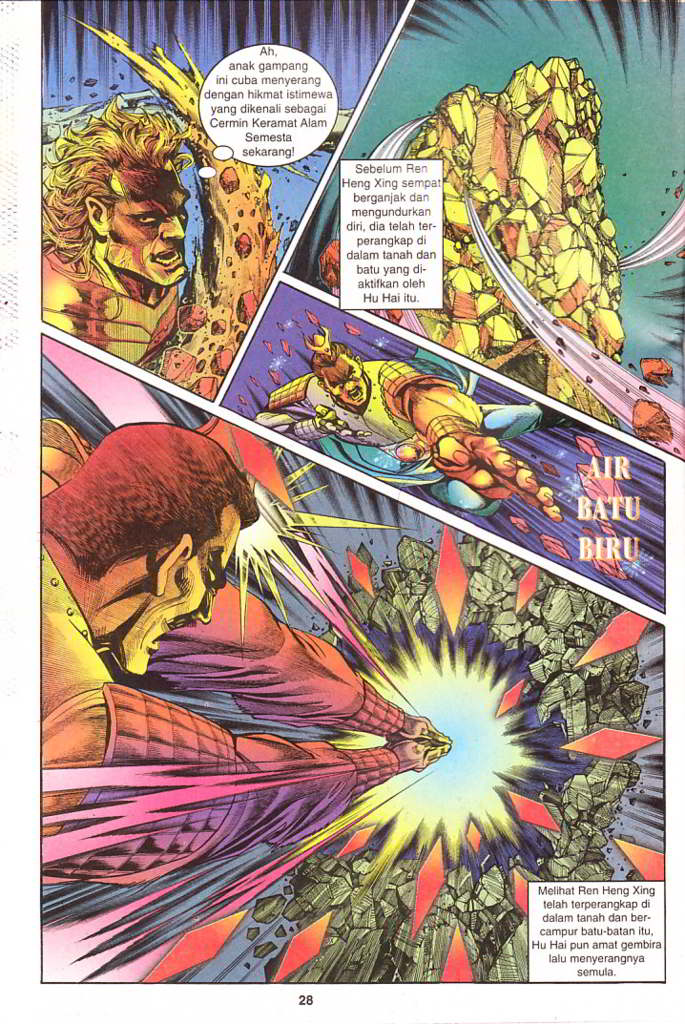 Ah,
anak gampang
ini cuba menyerang
dengan hikmat istimewa
yang dikenali sebagai
Cermin Keramat Alam
Semesta
sekarang!
Sebelum Ren
Heng Xing sempat
berganjak dan
mengundurkan
diri, dia telah ter-
perangkap di
dalam tanah dan
batu yang di-
aktifkan oleh
Hu Hai itu.
AIR
BATU
BIRU
Melihat Ren Heng Xing
telah terperangkap di
dalam tanah dan ber-
campur batu-batan itu,
Hu Hai pun amat gembira
lalu menyerangnya
semula.
28